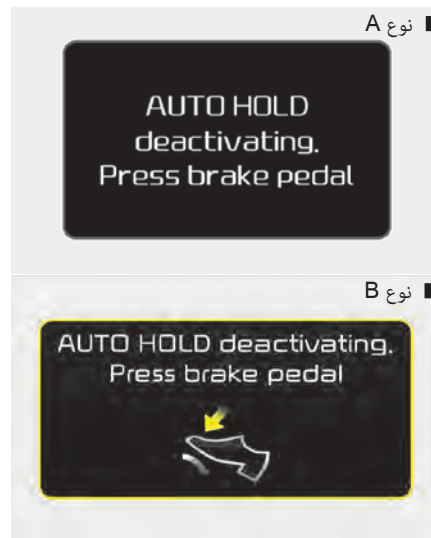 ■ نوع A
AUTO HOLD
deactivating.
Press brake pedal
■ نوع B
AUTO HOLD deactivating.
Press brake pedal